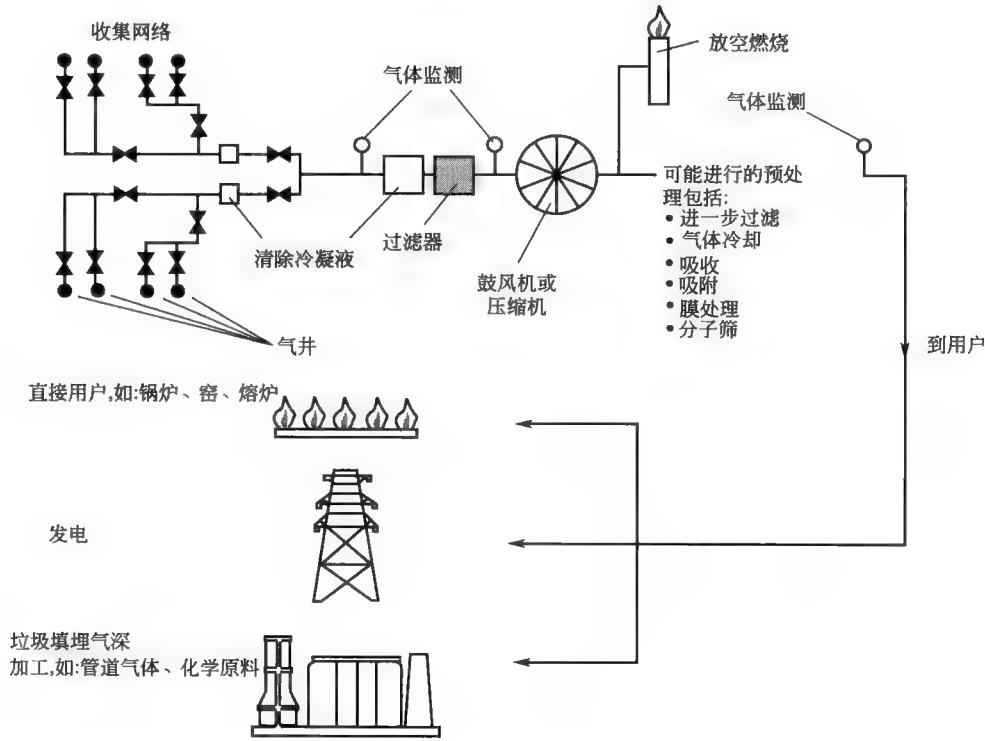 收集网络
放空燃烧
气体监测
气体监测
可能进行的预处
理包括:
• 进一步过滤
• 气体冷却
• 吸收
• 吸附
• 膜处理
• 分子筛
清除冷凝液
过滤器
鼓风机或
压缩机
气井
到用户
直接用户,如:锅炉、窑、熔炉
发电
垃圾填埋气深
加工,如:管道气体、化学原料